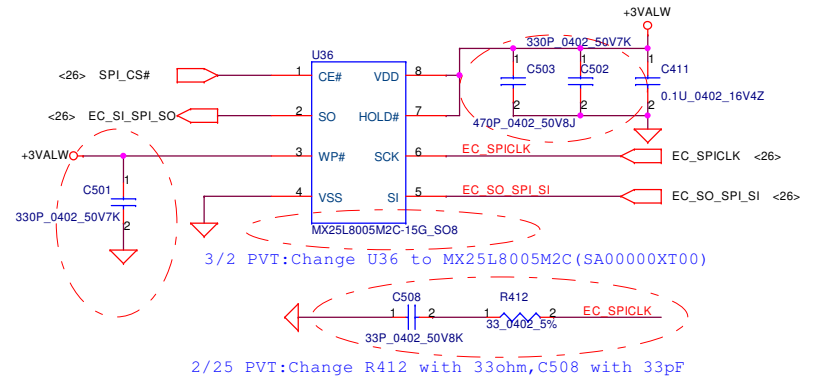 +3VALW
U36
330P_0402_50V7K
<26> SPI_CS#
1 CE# VDD 8
1 C503 1 C502 1 C411
<26> EC_SI_SPI_SO
2 SO HOLD# 7
2 2 2 0.1U_0402_16V4Z
470P_0402_50V8J
+3VALW
3 WP# SCK 6 EC_SPICLK EC_SPICLK <26>
1 C501
4 VSS SI 5 EC_SO_SPI_SI EC_SO_SPI_SI <26>
330P_0402_50V7K 2
MX25L8005M2C-15G_SO8
3/2 PVT:Change U36 to MX25L8005M2C(SA00000XT00)
C508 R412
1 2 1 2 EC_SPICLK
33P_0402_50V8K 33_0402_5%
2/25 PVT:Change R412 with 33ohm,C508 with 33pF